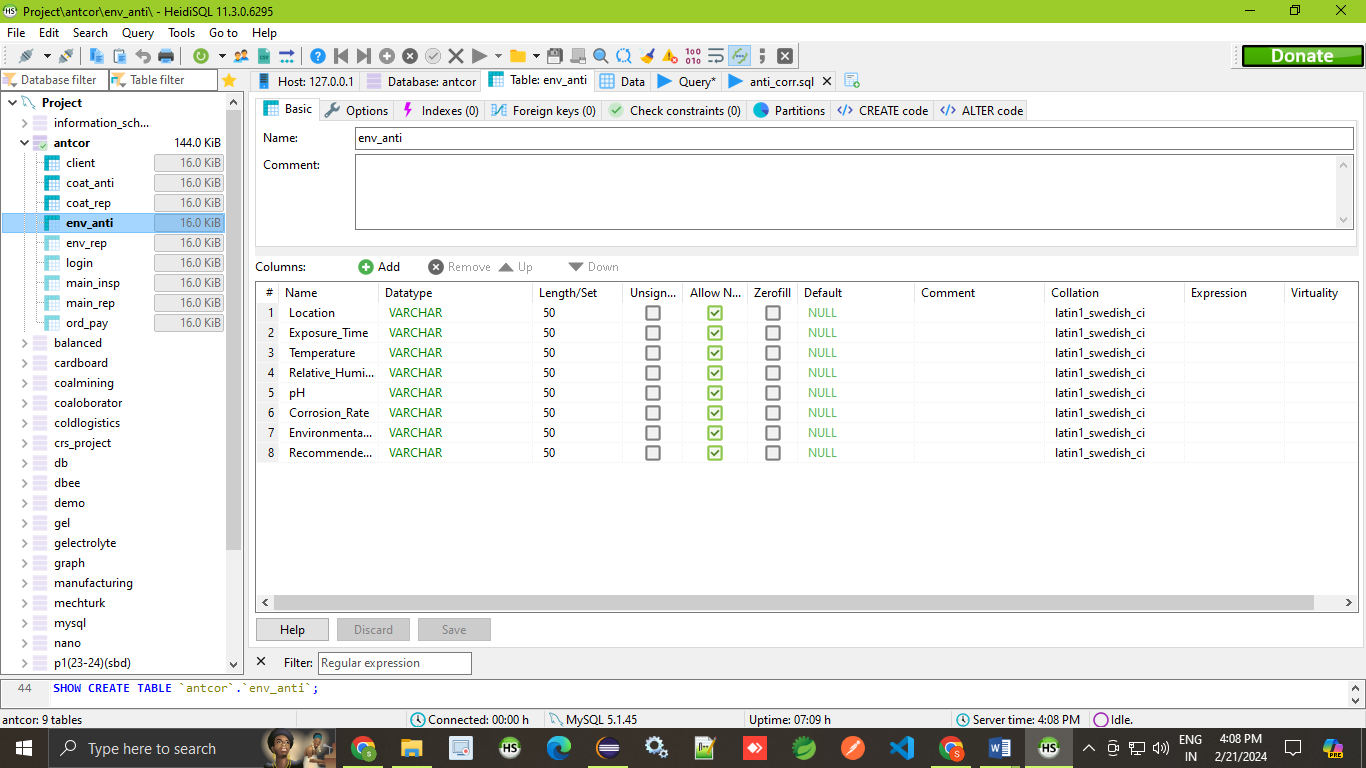 Project\antcor\env_anti\ - HeidiSQL 11.3.0.6295
File Edit Search Query Tools Go to Help
Donate
Database filter Table filter
Host: 127.0.0.1 Database: antcor Table: env_anti Data Query* anti_corr.sql
Project
information_sch...
antcor 144.0 KiB
client 16.0 KiB
coat_anti 16.0 KiB
coat_rep 16.0 KiB
env_anti 16.0 KiB
env_rep 16.0 KiB
login 16.0 KiB
main_insp 16.0 KiB
main_rep 16.0 KiB
ord_pay 16.0 KiB
balanced
cardboard
coalmining
coaloborator
coldlogistics
crs_project
db
dbee
demo
gel
gelectrolyte
graph
manufacturing
mechturk
mysql
nano
p1(23-24)(sbd)
Basic Options Indexes (0) Foreign keys (0) Check constraints (0) Partitions CREATE code ALTER code
Name: env_anti
Comment:
Columns: Add Remove Up Down
# Name Datatype Length/Set Unsign... Allow N... Zerofill Default Comment Collation Expression Virtuality
1 Location VARCHAR 50 NULL latin1_swedish_ci
2 Exposure_Time VARCHAR 50 NULL latin1_swedish_ci
3 Temperature VARCHAR 50 NULL latin1_swedish_ci
4 Relative_Humi... VARCHAR 50 NULL latin1_swedish_ci
5 pH VARCHAR 50 NULL latin1_swedish_ci
6 Corrosion_Rate VARCHAR 50 NULL latin1_swedish_ci
7 Environmenta... VARCHAR 50 NULL latin1_swedish_ci
8 Recommende... VARCHAR 50 NULL latin1_swedish_ci
Help Discard Save
Filter: Regular expression
44 SHOW CREATE TABLE `antcor`.`env_anti`;
antcor: 9 tables Connected: 00:00 h MySQL 5.1.45 Uptime: 07:09 h Server time: 4:08 PM Idle.
Type here to search
ENG
IN
4:08 PM
2/21/2024